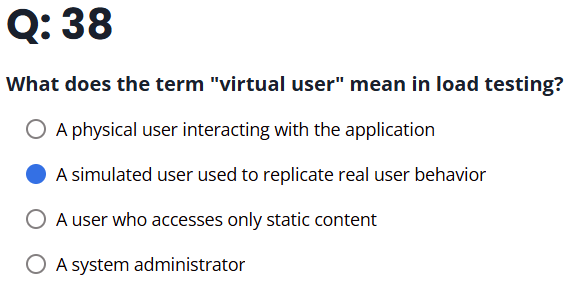 Q: 38
What does the term "virtual user" mean in load testing?
A physical user interacting with the application
A simulated user used to replicate real user behavior
A user who accesses only static content
A system administrator